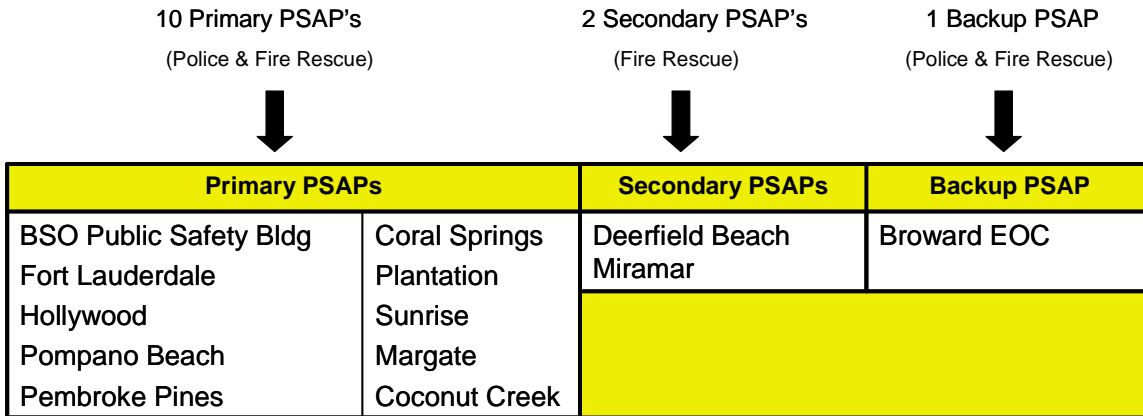 10 Primary PSAP's
(Police & Fire Rescue)
2 Secondary PSAP's
(Fire Rescue)
1 Backup PSAP
(Police & Fire Rescue)
Primary PSAPs
Secondary PSAPs
Backup PSAP
BSO Public Safety Bldg
Fort Lauderdale
Hollywood
Pompano Beach
Pembroke Pines
Coral Springs
Plantation
Sunrise
Margate
Coconut Creek
Deerfield Beach
Miramar
Broward EOC